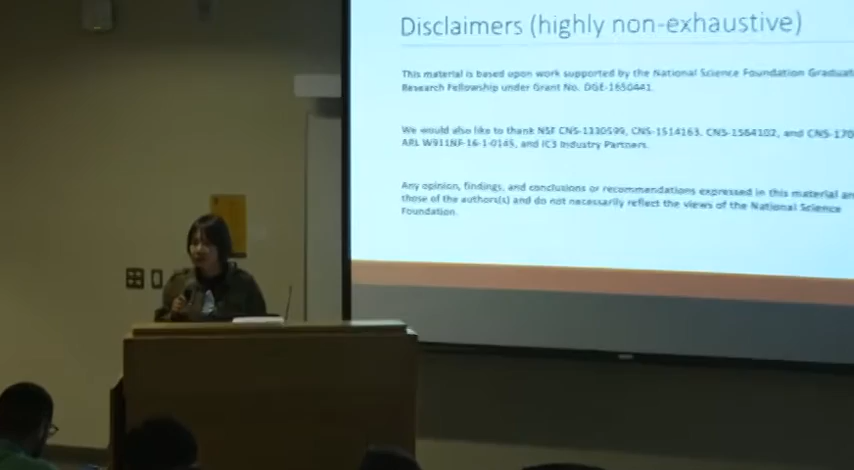 Disclaimers (highly non-exhaustive)
This material is based upon work supported by the National Science Foundation Graduat
Research Fellowship under Grant No. DGE-1650441.
We would also like to thank NSF CNS-1330599, CNS-1514163, CNS-1564102, and CNS-170
ARL W911NF-16-1-0145, and IC3 Industry Partners.
Any opinion, findings, and conclusions or recommendations expressed in this material
those of the authors(s) and do not necessarily reflect the views of the National Science
Foundation.